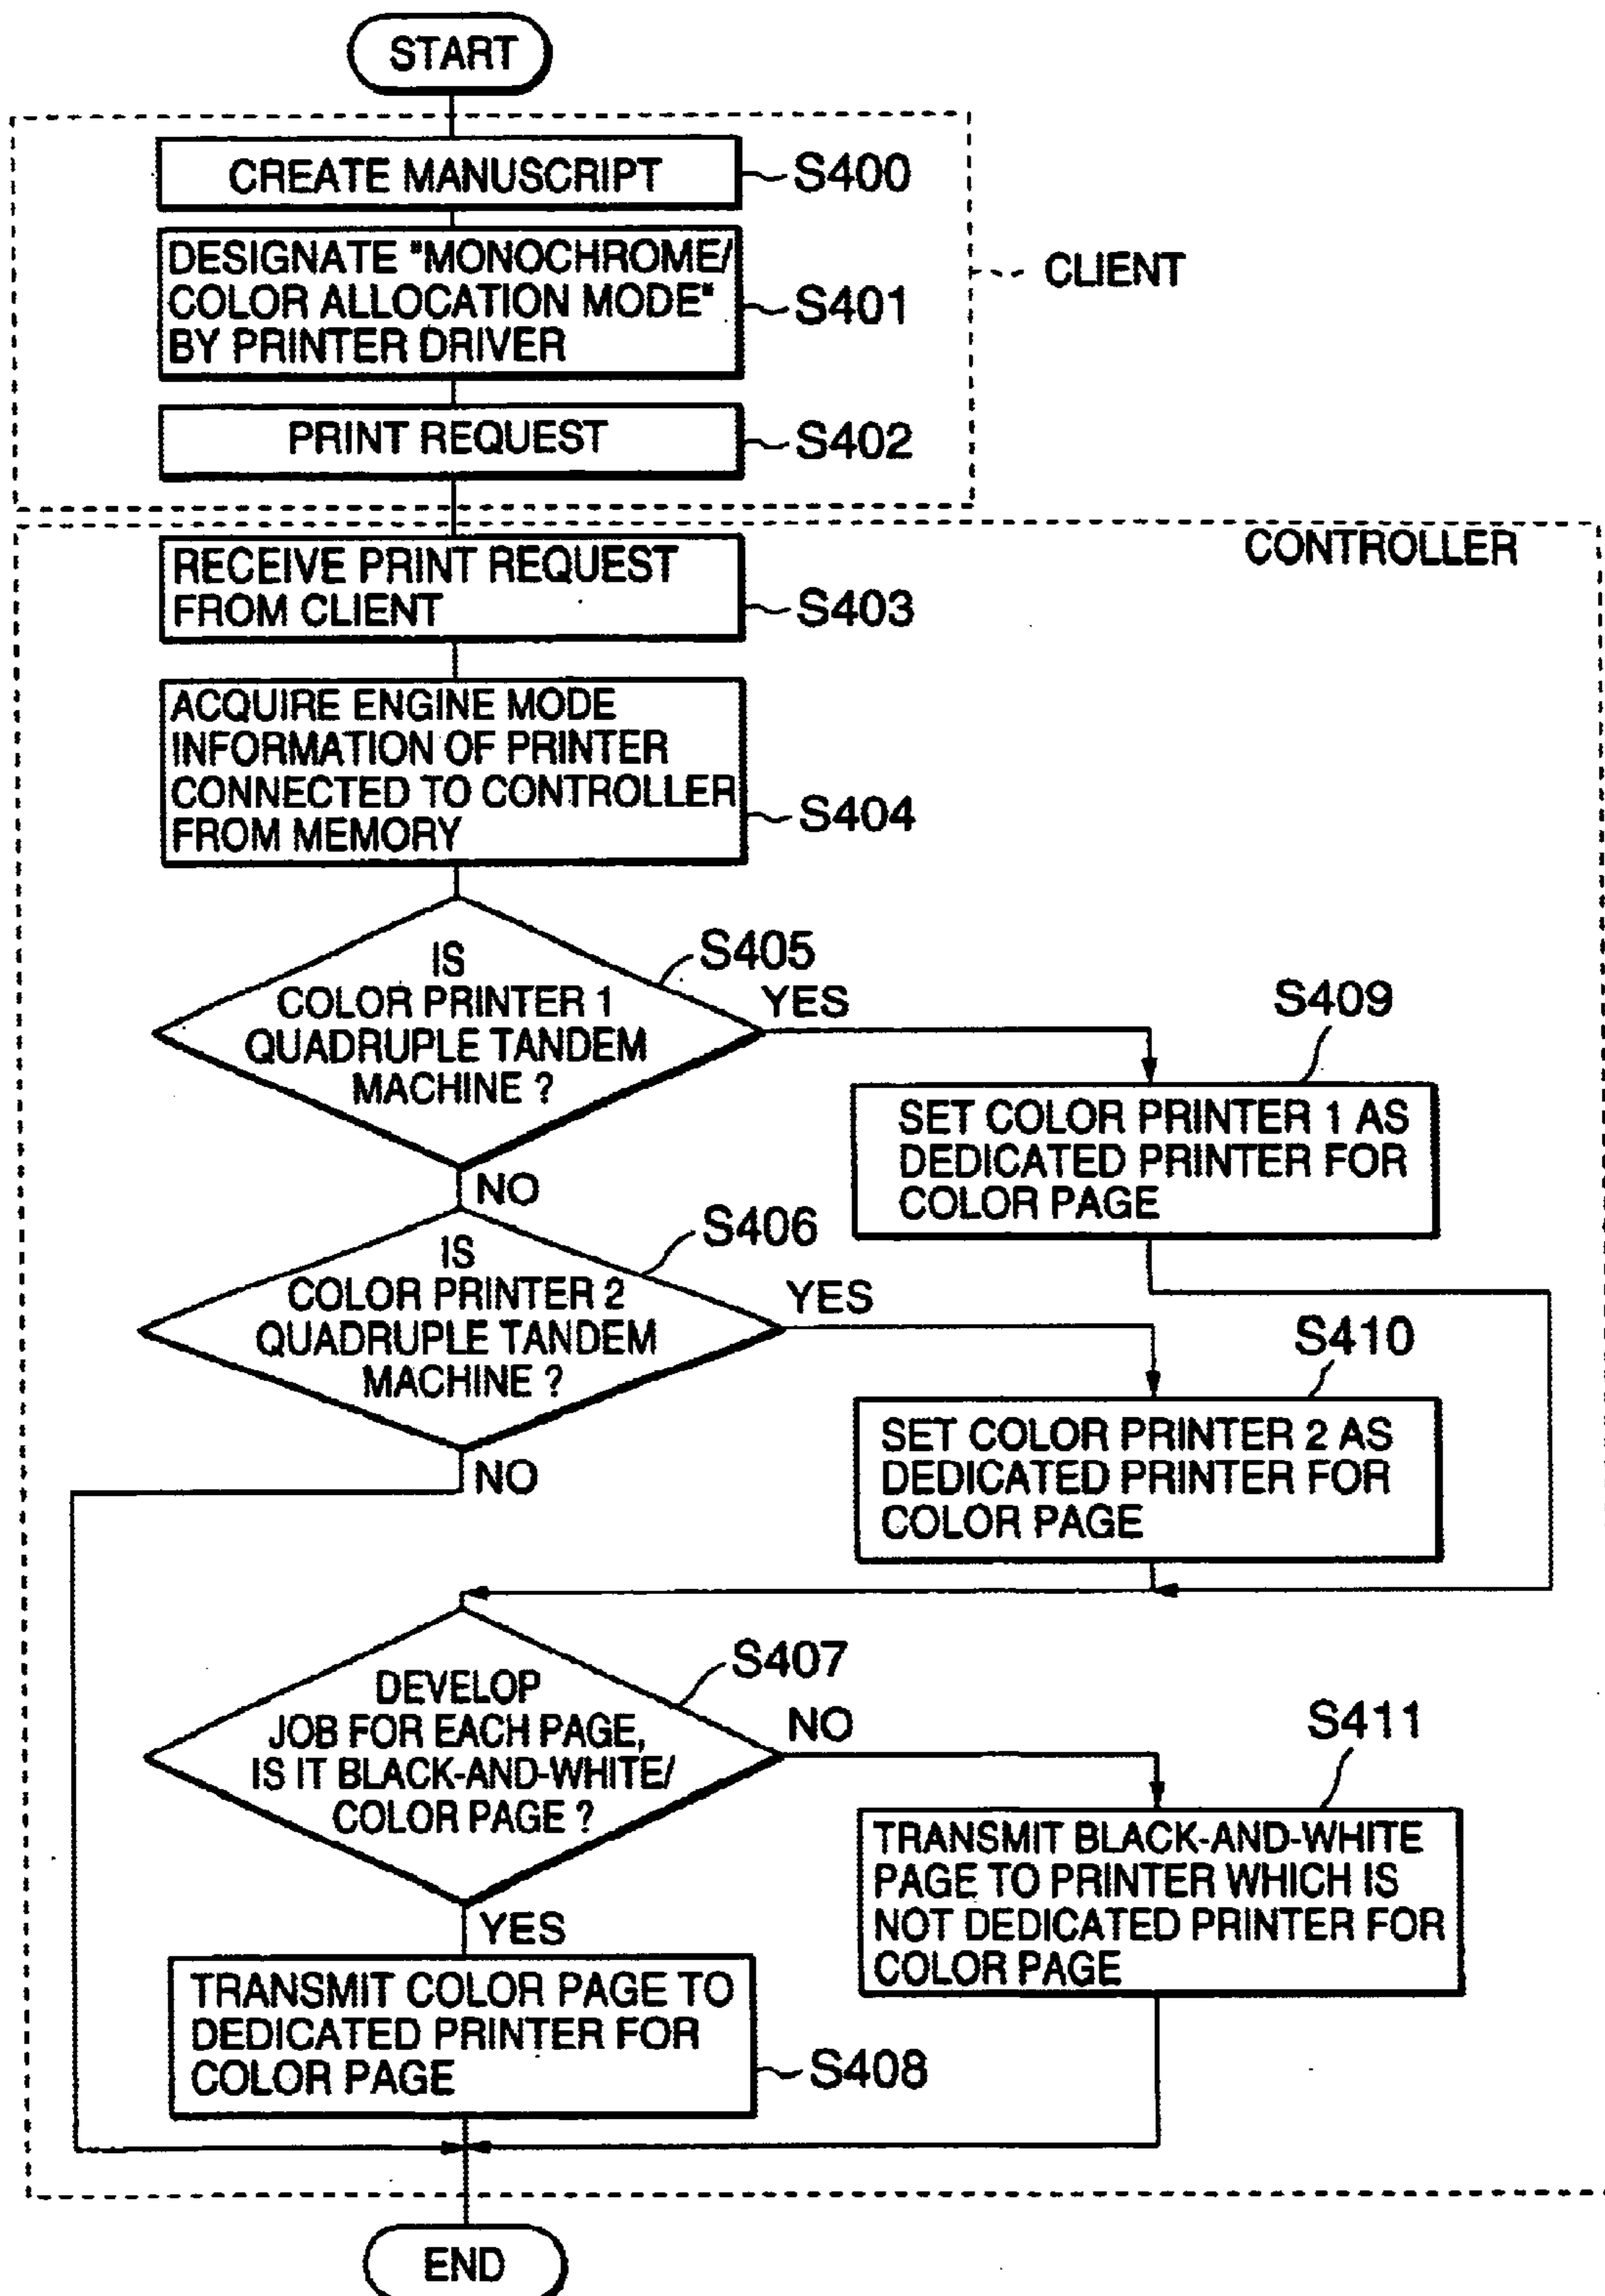 START
CREATE MANUSCRIPT
S400
DESIGNATE "MONOCHROME/
COLOR ALLOCATION MODE"
BY PRINTER DRIVER
S401
CLIENT
PRINT REQUEST
S402
CONTROLLER
RECEIVE PRINT REQUEST
FROM CLIENT
S403
ACQUIRE ENGINE MODE
INFORMATION OF PRINTER
CONNECTED TO CONTROLLER
FROM MEMORY
S404
IS
COLOR PRINTER 1
QUADRUPLE TANDEM
MACHINE ?
S405
YES
NO
S409
SET COLOR PRINTER 1 AS
DEDICATED PRINTER FOR
COLOR PAGE
IS
COLOR PRINTER 2
QUADRUPLE TANDEM
MACHINE ?
S406
YES
NO
S410
SET COLOR PRINTER 2 AS
DEDICATED PRINTER FOR
COLOR PAGE
DEVELOP
JOB FOR EACH PAGE,
IS IT BLACK-AND-WHITE/
COLOR PAGE ?
S407
NO
YES
S411
TRANSMIT BLACK-AND-WHITE
PAGE TO PRINTER WHICH IS
NOT DEDICATED PRINTER FOR
COLOR PAGE
TRANSMIT COLOR PAGE TO
DEDICATED PRINTER FOR
COLOR PAGE
S408
END